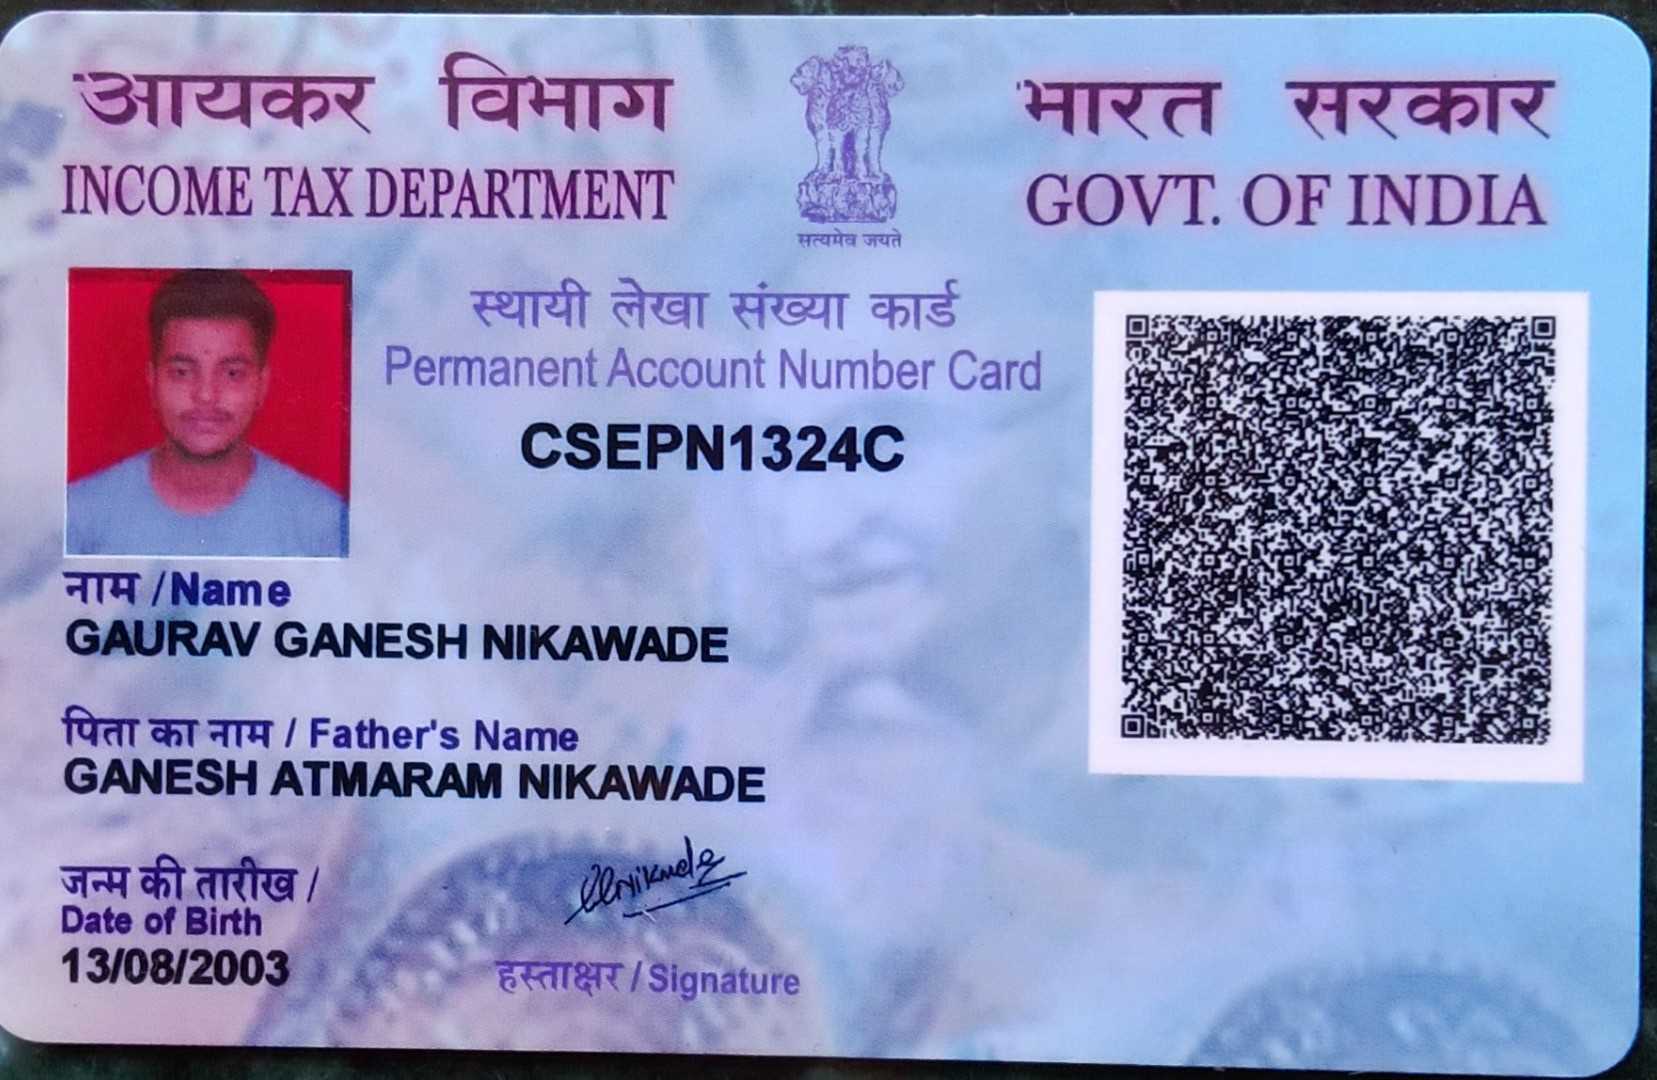 आयकर विभाग
INCOME TAX DEPARTMENT
सत्यमेव जयते
भारत सरकार
GOVT. OF INDIA
स्थायी लेखा संख्या कार्ड
Permanent Account Number Card
CSEPN1324C
नाम / Name
GAURAV GANESH NIKAWADE
पिता का नाम / Father's Name
GANESH ATMARAM NIKAWADE
जन्म की तारीख /
Date of Birth
13/08/2003
हस्ताक्षर / Signature